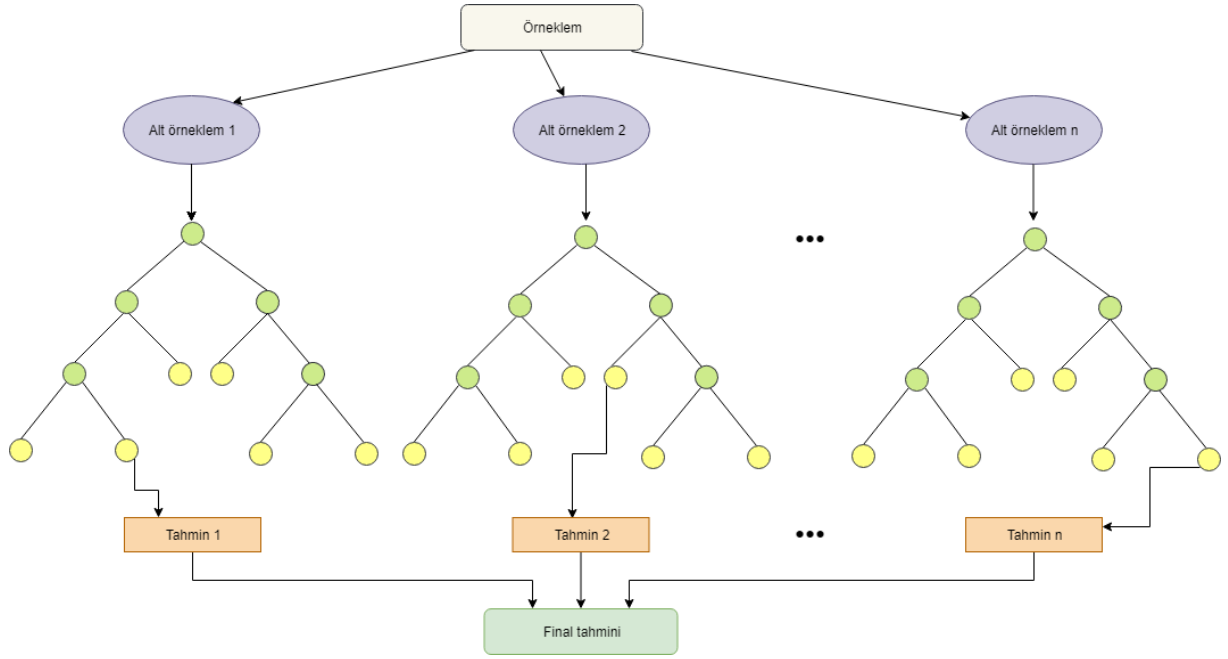 Örneklem
Alt örneklem 1
Alt örneklem 2
Alt örneklem n
•••
Tahmin 1
Tahmin 2
•••
Tahmin n
Final tahmini